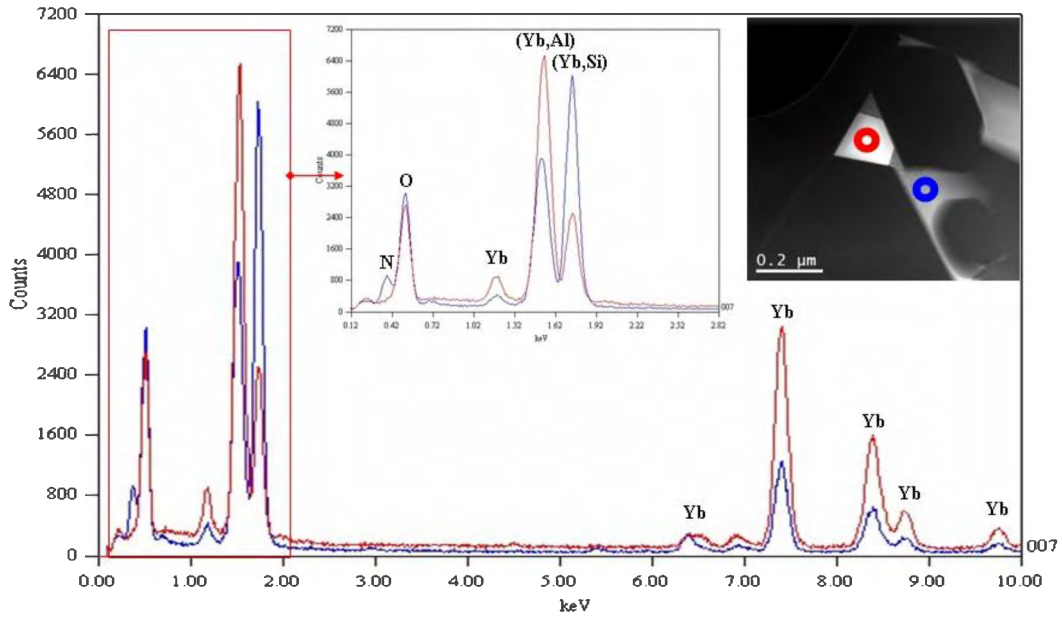 7200
6400
5600
4800
4000
3200
2400
1600
800
0
Counts
0.00 1.00 2.00 3.00 4.00 5.00 6.00 7.00 8.00 9.00 10.00
keV
007
Yb
Yb
Yb
Yb
Yb
7200
6400
5600
4800
4000
3200
2400
1600
800
0
Counts
(Yb,Al)
(Yb,Si)
O
N
Yb
0.12 0.42 0.72 1.02 1.32 1.62 1.92 2.22 2.52 2.82
keV
007
0.2 μm